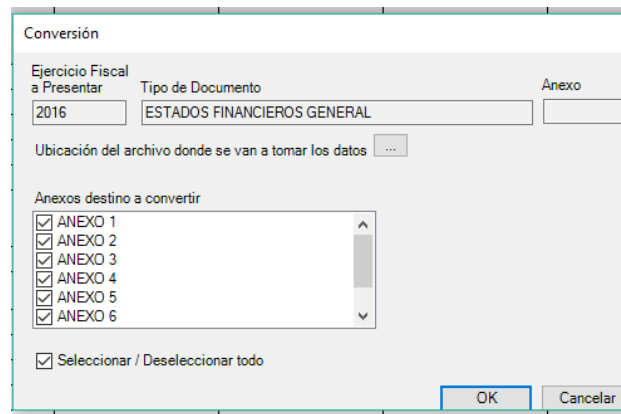 Conversión
Ejercicio Fiscal
a Presentar
Tipo de Documento
Anexo
2016
ESTADOS FINANCIEROS GENERAL
Ubicación del archivo donde se van a tomar los datos ...
Anexos destino a convertir
ANEXO 1
ANEXO 2
ANEXO 3
ANEXO 4
ANEXO 5
ANEXO 6
Seleccionar / Deseleccionar todo
OK
Cancelar